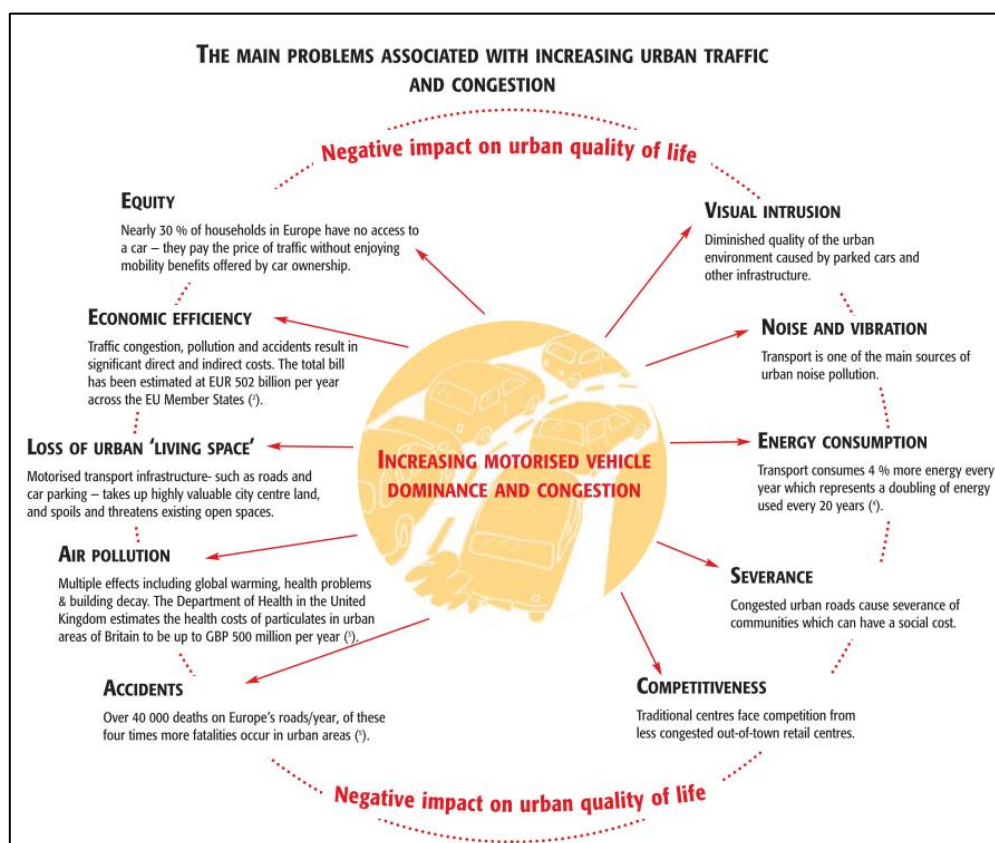 THE MAIN PROBLEMS ASSOCIATED WITH INCREASING URBAN TRAFFIC
AND CONGESTION
Negative impact on urban quality of life
EQUITY
Nearly 30 % of households in Europe have no access to
a car – they pay the price of traffic without enjoying
mobility benefits offered by car ownership.
ECONOMIC EFFICIENCY
Traffic congestion, pollution and accidents result in
significant direct and indirect costs. The total bill
has been estimated at EUR 502 billion per year
across the EU Member States (²).
LOSS OF URBAN 'LIVING SPACE'
Motorised transport infrastructure- such as roads and
car parking – takes up highly valuable city centre land,
and spoils and threatens existing open spaces.
AIR POLLUTION
Multiple effects including global warming, health problems
& building decay. The Department of Health in the United
Kingdom estimates the health costs of particulates in urban
areas of Britain to be up to GBP 500 million per year (³).
ACCIDENTS
Over 40 000 deaths on Europe's roads/year, of these
four times more fatalities occur in urban areas (⁵).
INCREASING MOTORISED VEHICLE
DOMINANCE AND CONGESTION
VISUAL INTRUSION
Diminished quality of the urban
environment caused by parked cars and
other infrastructure.
NOISE AND VIBRATION
Transport is one of the main sources of
urban noise pollution.
ENERGY CONSUMPTION
Transport consumes 4 % more energy every
year which represents a doubling of energy
used every 20 years (⁴).
SEVERANCE
Congested urban roads cause severance of
communities which can have a social cost.
COMPETITIVENESS
Traditional centres face competition from
less congested out-of-town retail centres.
Negative impact on urban quality of life